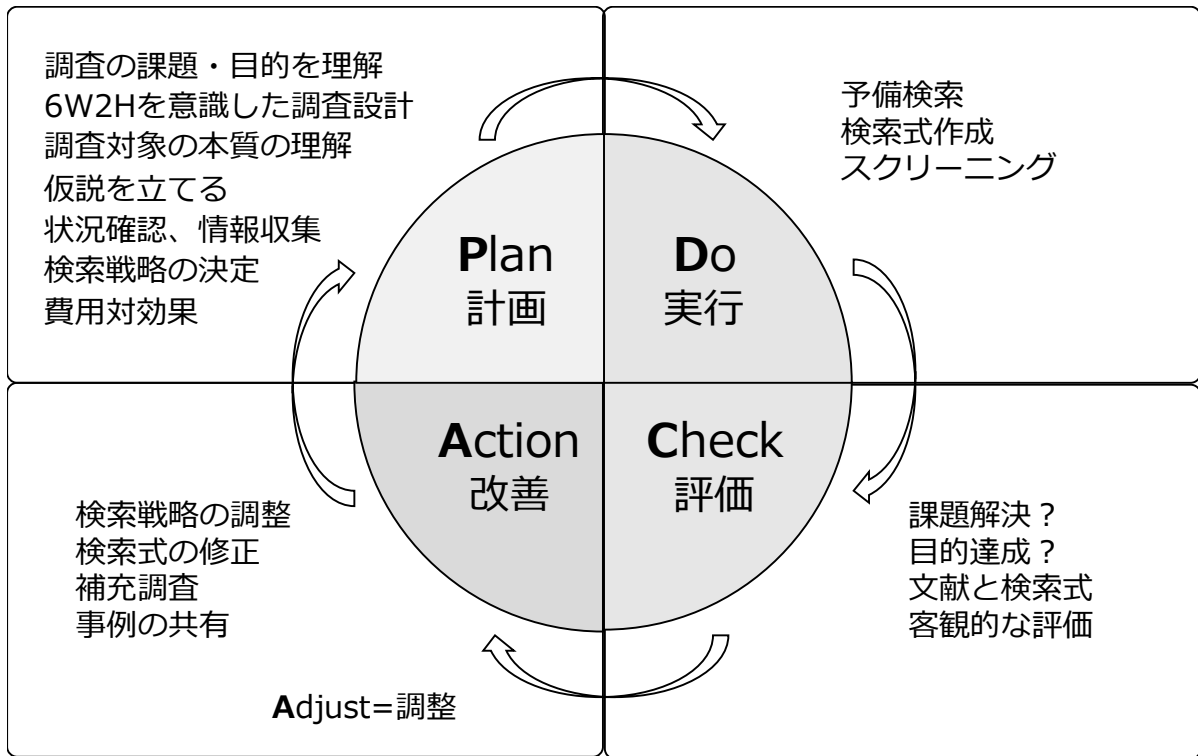 調査の課題・目的を理解
6W2Hを意識した調査設計
調査対象の本質の理解
仮説を立てる
状況確認、情報収集
検索戦略の決定
費用対効果
Plan
計画
予備検索
検索式作成
スクリーニング
Do
実行
Action
改善
検索戦略の調整
検索式の修正
補充調査
事例の共有
Adjust=調整
Check
評価
課題解決？
目的達成？
文献と検索式
客観的な評価